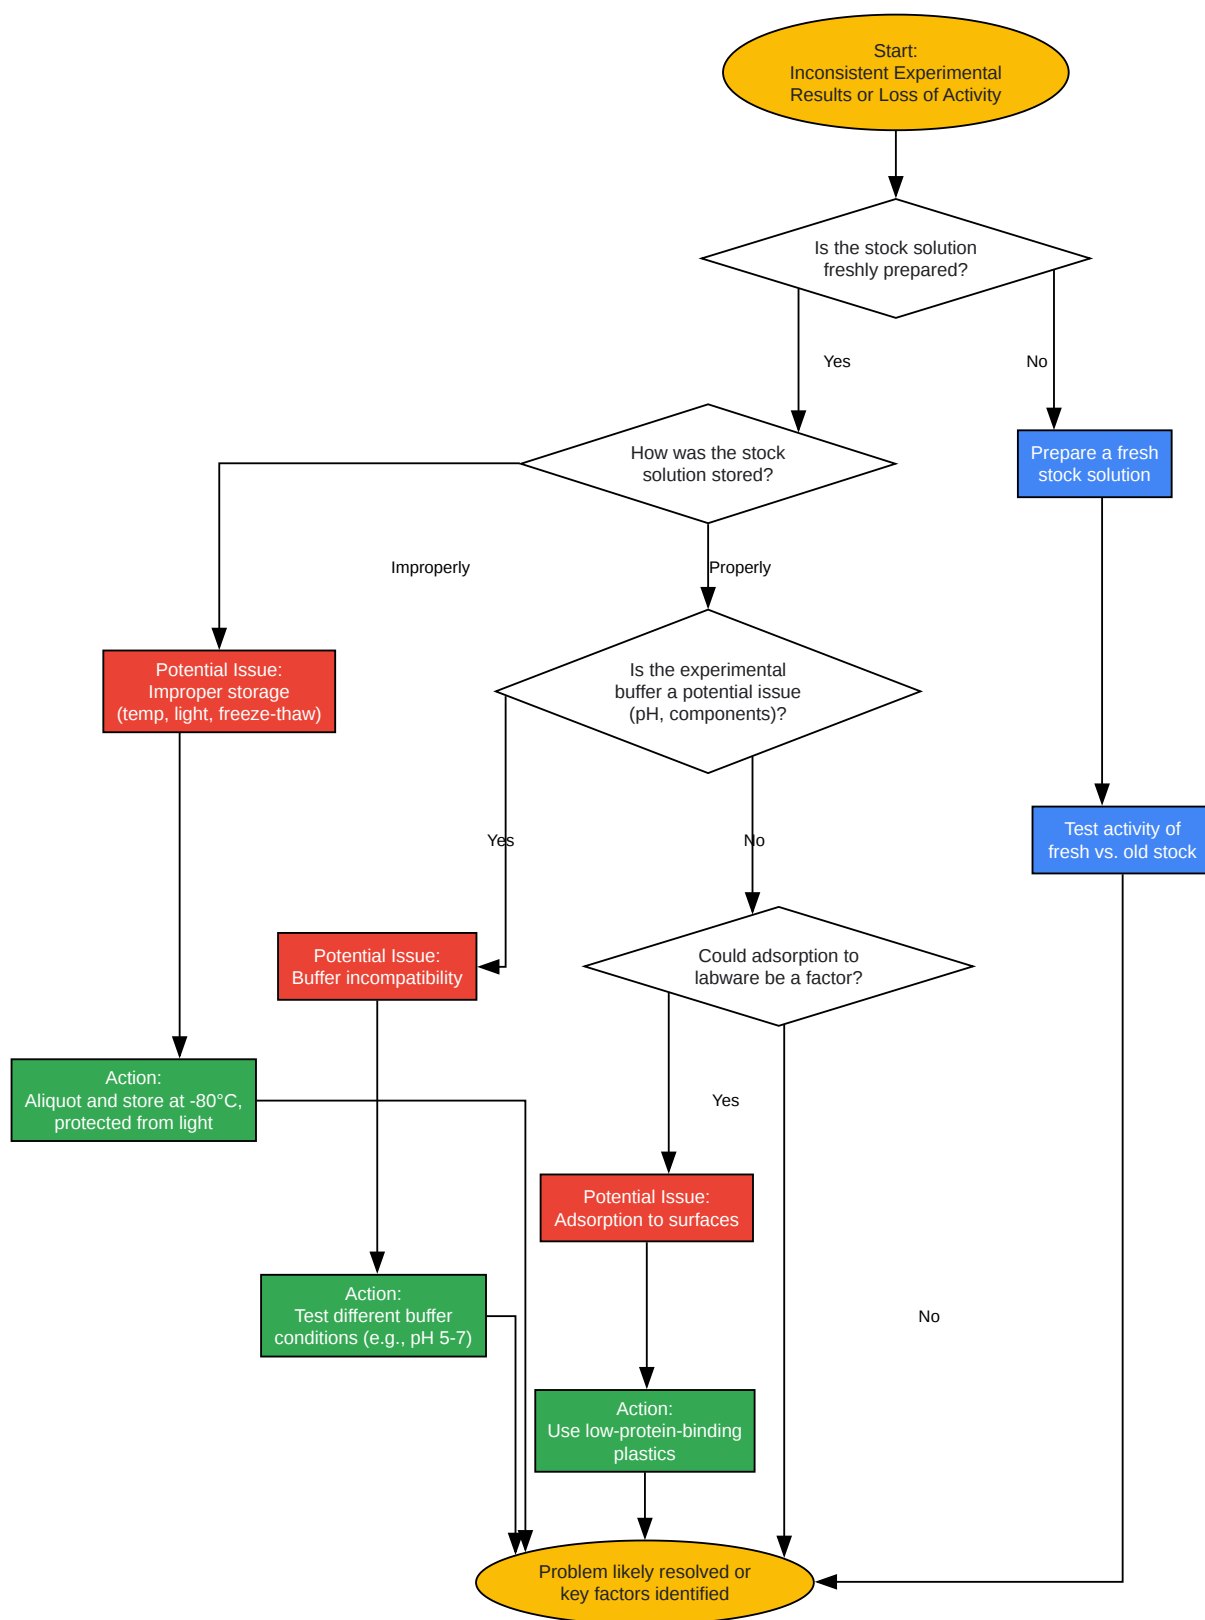 Start:
Inconsistent Experimental
Results or Loss of Activity
Is the stock solution
freshly prepared?
Yes
No
How was the stock
solution stored?
Prepare a fresh
stock solution
Improperly
Properly
Potential Issue:
Improper storage
(temp, light, freeze-thaw)
Is the experimental
buffer a potential issue
(pH, components)?
Yes
No
Test activity of
fresh vs. old stock
Potential Issue:
Buffer incompatibility
Could adsorption to
labware be a factor?
Action:
Aliquot and store at -80°C,
protected from light
Yes
Potential Issue:
Adsorption to surfaces
Action:
Test different buffer
conditions (e.g., pH 5-7)
No
Action:
Use low-protein-binding
plastics
Problem likely resolved or
key factors identified